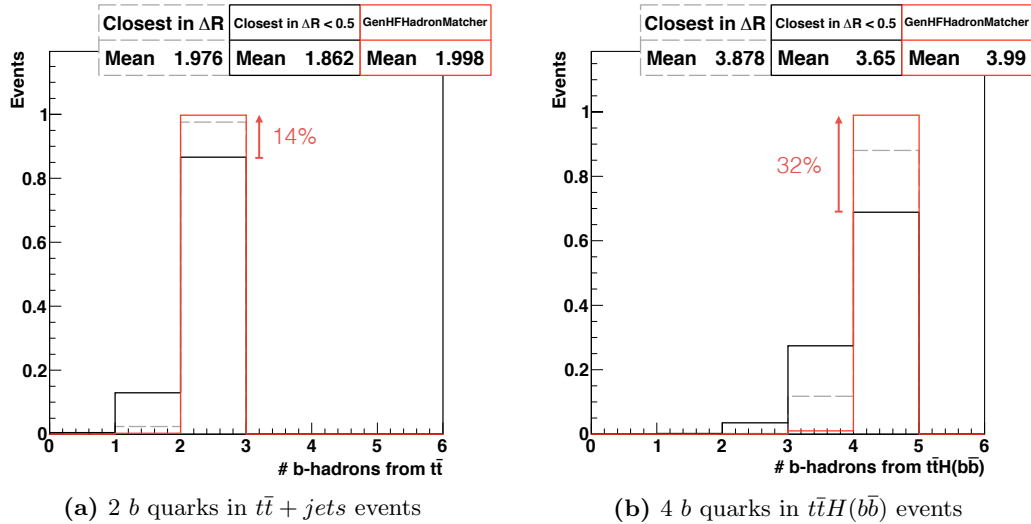 Closest in ΔR Closest in ΔR < 0.5 GenHFHadronMatcher
Mean 1.976 Mean 1.862 Mean 1.998
Events
1
0.8
0.6
0.4
0.2
0
14%
0 1 2 3 4 5 6
# b-hadrons from tt̄
(a) 2 b quarks in tt̄ + jets events
Closest in ΔR Closest in ΔR < 0.5 GenHFHadronMatcher
Mean 3.878 Mean 3.65 Mean 3.99
Events
1
0.8
0.6
0.4
0.2
0
32%
0 1 2 3 4 5 6
# b-hadrons from tt̄H(bb̄)
(b) 4 b quarks in tt̄H(bb̄) events